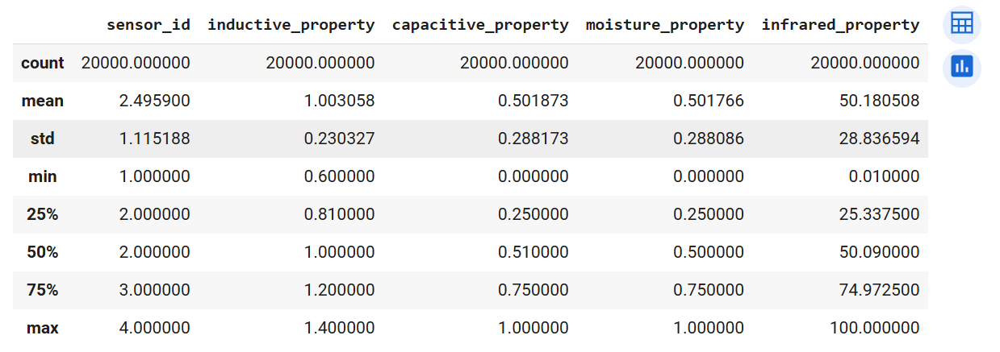 sensor_id inductive_property capacitive_property moisture_property infrared_property
count 20000.000000 20000.000000 20000.000000 20000.000000 20000.000000
mean 2.495900 1.003058 0.501873 0.501766 50.180508
std 1.115188 0.230327 0.288173 0.288086 28.836594
min 1.000000 0.600000 0.000000 0.000000 0.010000
25% 2.000000 0.810000 0.250000 0.250000 25.337500
50% 2.000000 1.000000 0.510000 0.500000 50.090000
75% 3.000000 1.200000 0.750000 0.750000 74.972500
max 4.000000 1.400000 1.000000 1.000000 100.000000